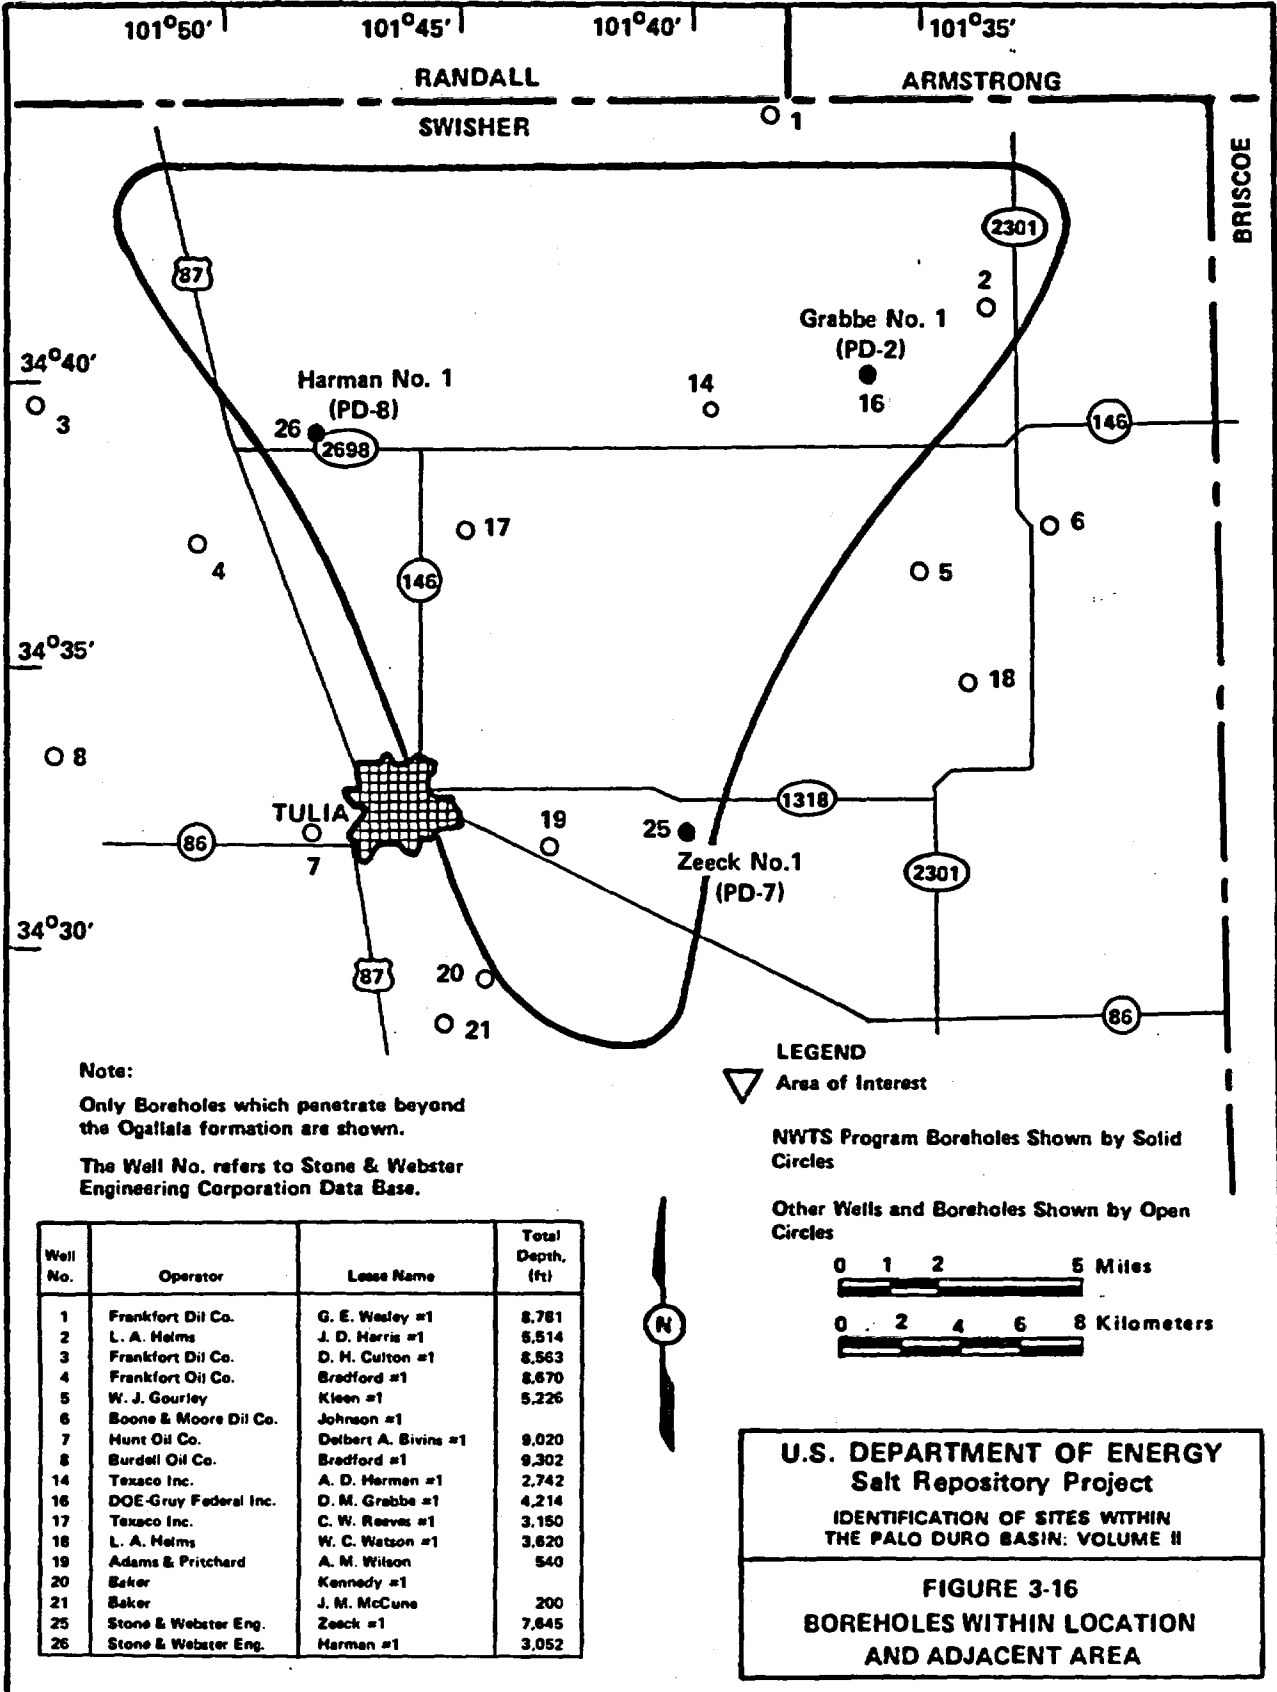 101°50′ 101°45′ 101°40′ 101°35′
RANDALL ARMSTRONG
SWISHER
1
BRISCOE
2301
87
2
Grabbe No. 1
(PD-2)
34°40′
Harman No. 1
(PD-8)
14
16
3
26
2698
146
17
6
4
146
5
34°35′
18
8
TULIA
1318
19
25
86
7
Zeeck No.1
(PD-7)
2301
34°30′
20
87
21
86
LEGEND
Area of Interest
Note:
Only Boreholes which penetrate beyond
the Ogallala formation are shown.
The Well No. refers to Stone & Webster
Engineering Corporation Data Base.
NWTS Program Boreholes Shown by Solid
Circles
Other Wells and Boreholes Shown by Open
Circles
0 1 2 5 Miles
0 2 4 6 8 Kilometers
N
Well No. Operator Lease Name Total Depth, (ft)
1 Frankfort Oil Co. G. E. Wesley #1 8,781
2 L. A. Helms J. D. Harris #1 5,514
3 Frankfort Oil Co. D. H. Culton #1 8,563
4 Frankfort Oil Co. Bradford #1 8,670
5 W. J. Gourley Kleen #1 5,226
6 Boone & Moore Oil Co. Johnson #1
7 Hunt Oil Co. Delbert A. Bivins #1 9,020
8 Burdell Oil Co. Bradford #1 9,302
14 Texaco Inc. A. D. Harman #1 2,742
16 DOE-Gruy Federal Inc. D. M. Grabbe #1 4,214
17 Texaco Inc. C. W. Reeves #1 3,150
18 L. A. Helms W. C. Watson #1 3,620
19 Adams & Pritchard A. M. Wilson 540
20 Baker Kennedy #1
21 Baker J. M. McCune 200
25 Stone & Webster Eng. Zeeck #1 7,645
26 Stone & Webster Eng. Harman #1 3,052
U.S. DEPARTMENT OF ENERGY
Salt Repository Project
IDENTIFICATION OF SITES WITHIN
THE PALO DURO BASIN: VOLUME II
FIGURE 3-16
BOREHOLES WITHIN LOCATION
AND ADJACENT AREA